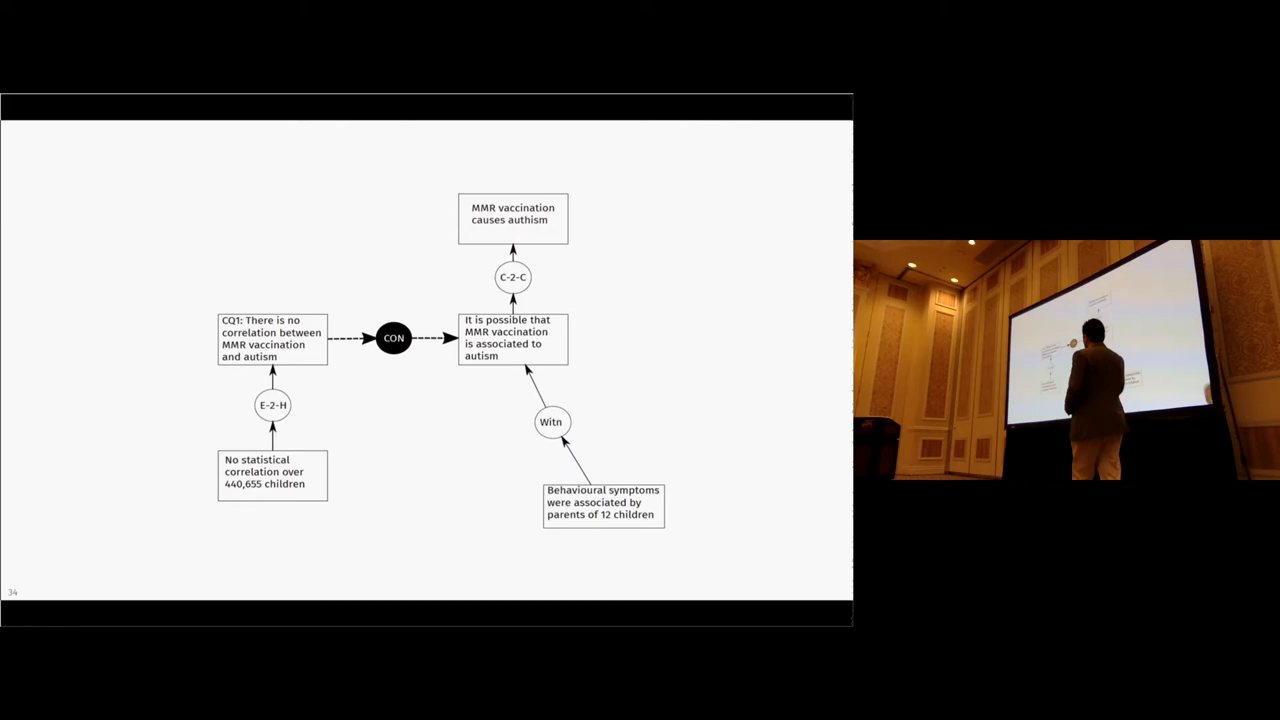 MMR vaccination
causes authism
C-2-C
CQ1: There is no
correlation between
MMR vaccination
and autism
CON
It is possible that
MMR vaccination
is associated to
autism
E-2-H
Witn
No statistical
correlation over
440,655 children
Behavioural symptoms
were associated by
parents of 12 children
34